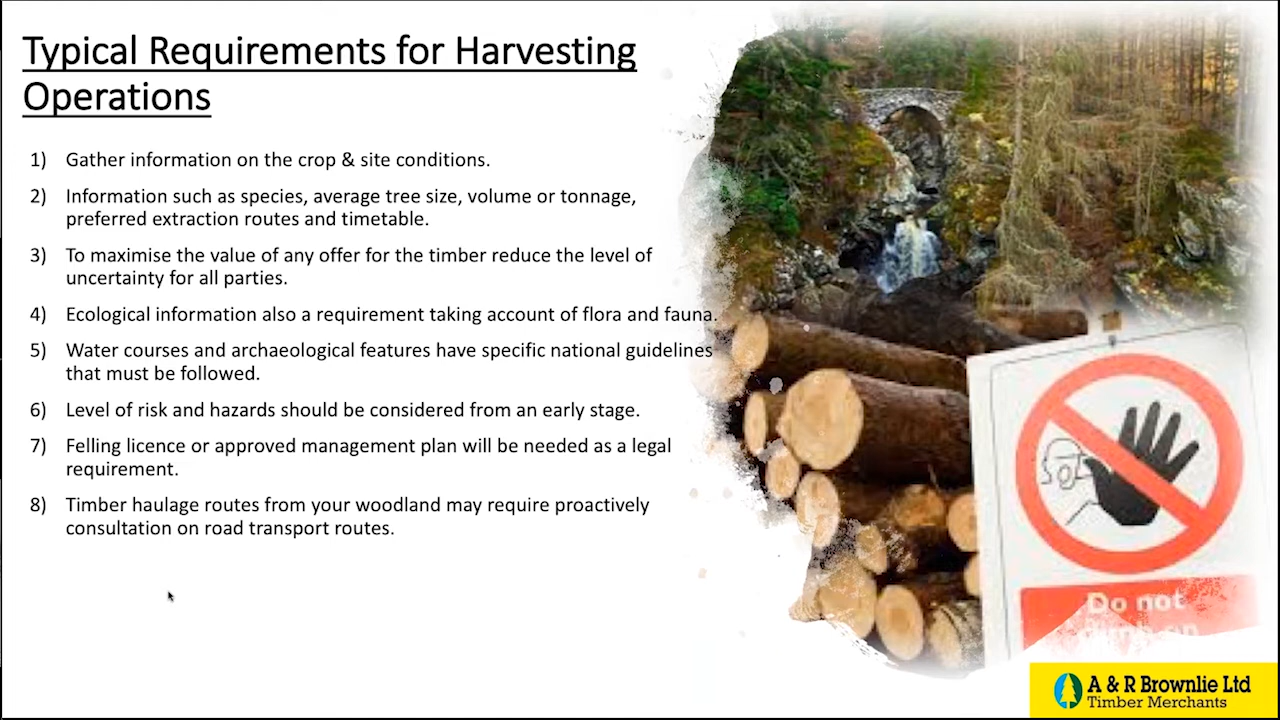 Typical Requirements for Harvesting
Operations
1) Gather information on the crop & site conditions.
2) Information such as species, average tree size, volume or tonnage,
preferred extraction routes and timetable.
3) To maximise the value of any offer for the timber reduce the level of
uncertainty for all parties.
4) Ecological information also a requirement taking account of flora and fauna.
5) Water courses and archaeological features have specific national guidelines
that must be followed.
6) Level of risk and hazards should be considered from an early stage.
7) Felling licence or approved management plan will be needed as a legal
requirement.
8) Timber haulage routes from your woodland may require proactively
consultation on road transport routes.
Do not
A & R Brownlie Ltd
Timber Merchants